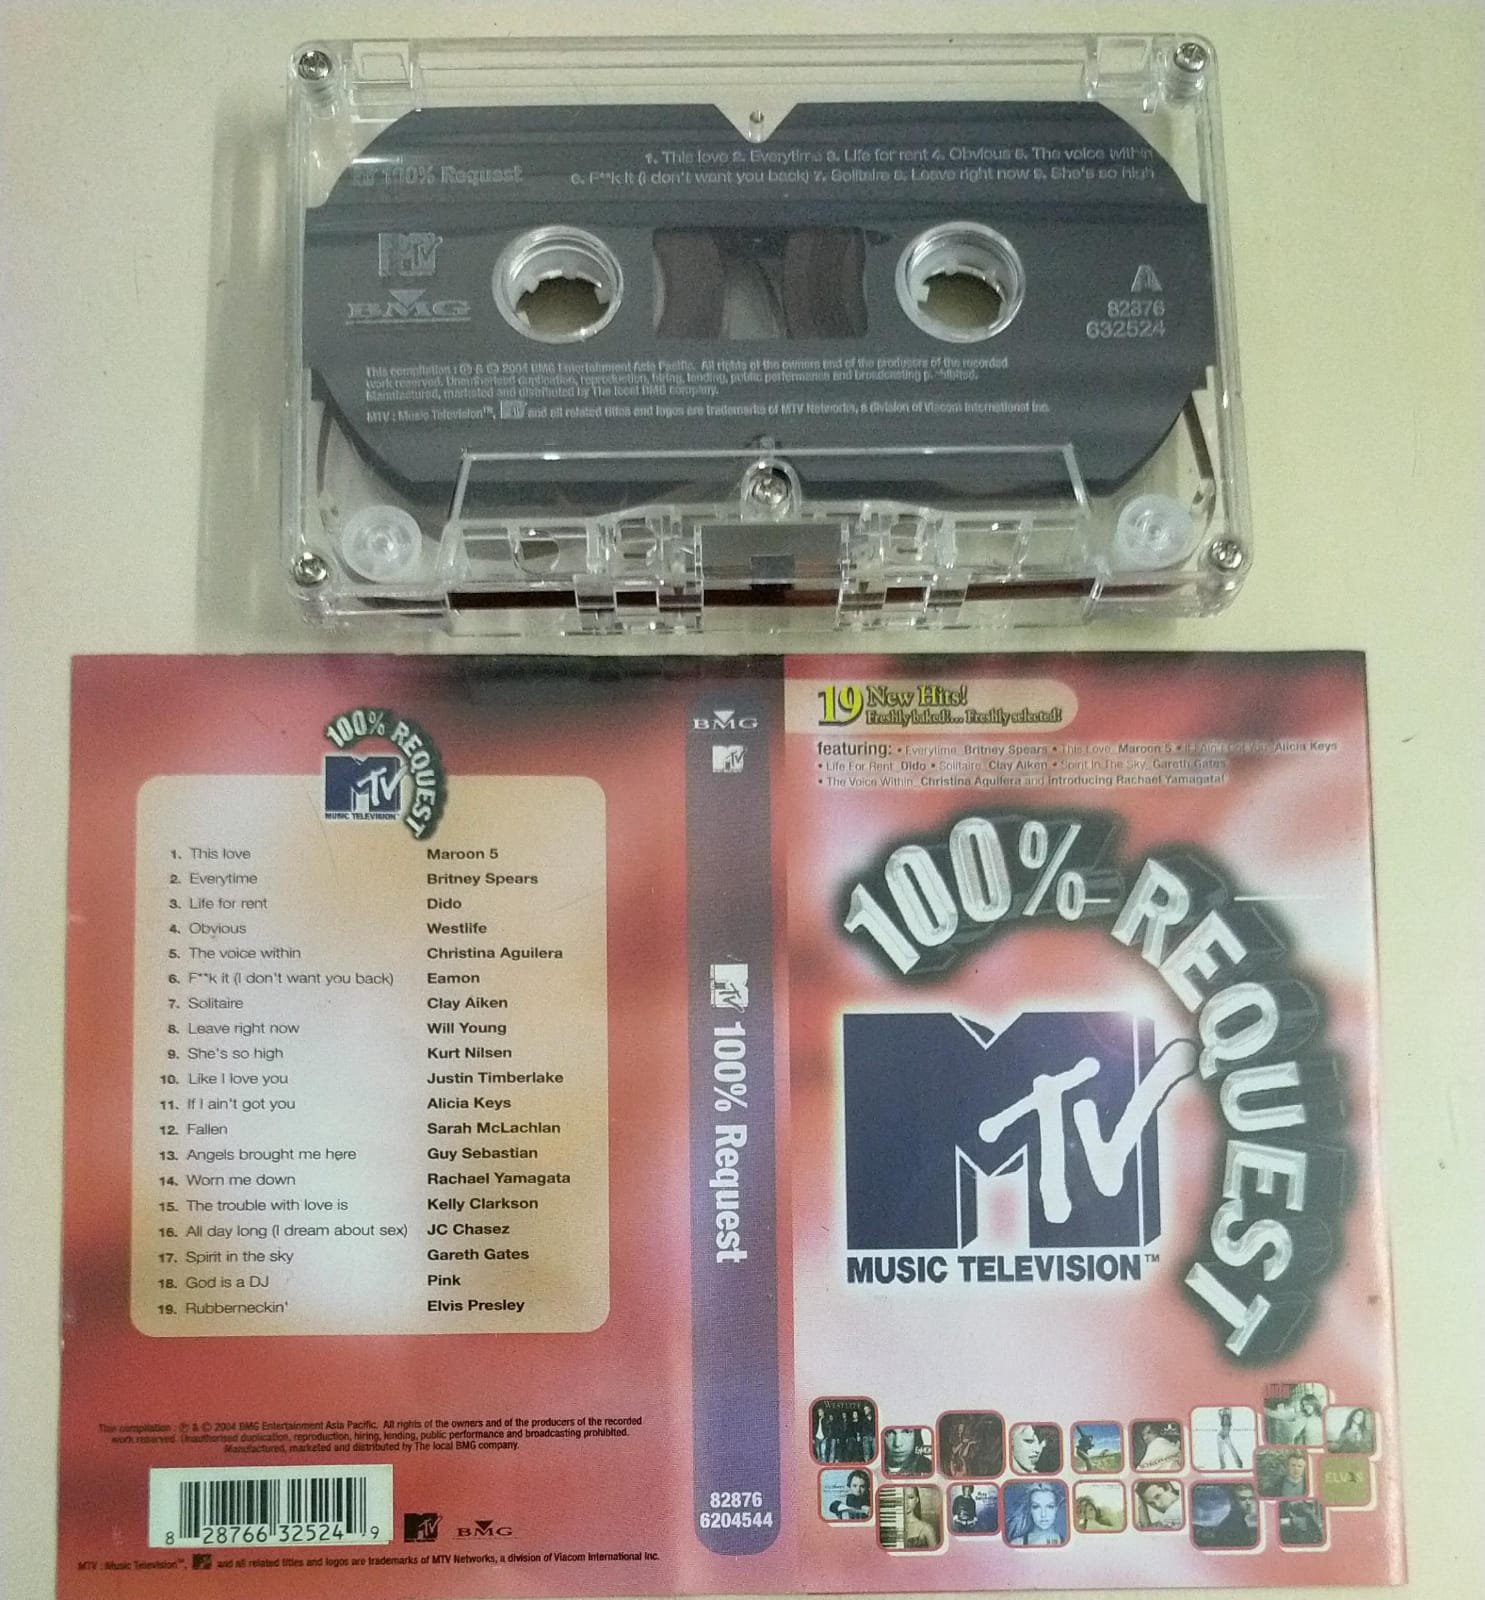 MTV 100% Request
1. This love 2. Everytime 3. Life for rent 4. Obvious 5. The voice within
6. F**k it (I don't want you back) 7. Solitaire 8. Leave right now 9. She's so high
MTV
BMG
A
82876
632524
This compilation : ℗ & © 2004 BMG Entertainment Asia Pacific. All rights of the owners and of the producers of the recorded
work reserved. Unauthorised duplication, reproduction, hiring, lending, public performance and broadcasting prohibited.
Manufactured, marketed and distributed by The local BMG company.
MTV : Music Television™, MTV and all related titles and logos are trademarks of MTV Networks, a division of Viacom International Inc.
100% REQUEST
MTV
MUSIC TELEVISION™
1. This love Maroon 5
2. Everytime Britney Spears
3. Life for rent Dido
4. Obvious Westlife
5. The voice within Christina Aguilera
6. F**k it (I don't want you back) Eamon
7. Solitaire Clay Aiken
8. Leave right now Will Young
9. She's so high Kurt Nilsen
10. Like I love you Justin Timberlake
11. If I ain't got you Alicia Keys
12. Fallen Sarah McLachlan
13. Angels brought me here Guy Sebastian
14. Worn me down Rachael Yamagata
15. The trouble with love is Kelly Clarkson
16. All day long (I dream about sex) JC Chasez
17. Spirit in the sky Gareth Gates
18. God is a DJ Pink
19. Rubberneckin' Elvis Presley
This compilation : ℗ & © 2004 BMG Entertainment Asia Pacific. All rights of the owners and of the producers of the recorded
work reserved. Unauthorised duplication, reproduction, hiring, lending, public performance and broadcasting prohibited.
Manufactured, marketed and distributed by The local BMG company.
8 28766 32524 9
MTV BMG
MTV : Music Television™, MTV and all related titles and logos are trademarks of MTV Networks, a division of Viacom International Inc.
BMG
MTV
MTV 100% Request
82876
6204544
19 New Hits!
Freshly baked!... Freshly selected!
featuring: • Everytime Britney Spears • This Love Maroon 5 • If I Ain't Got You Alicia Keys
• Life For Rent Dido • Solitaire Clay Aiken • Spirit In The Sky Gareth Gates
• The Voice Within Christina Aguilera and introducing Rachael Yamagata!
100% REQUEST
MTV
MUSIC TELEVISION™
WESTLIFE
ELVIS